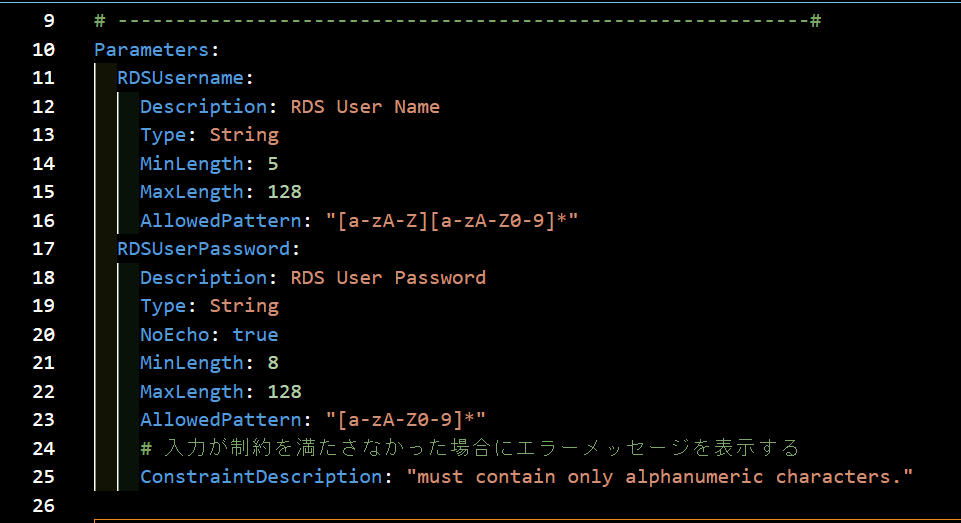 9 # ------------------------------------------------------------#
10 Parameters:
11 RDSUsername:
12 Description: RDS User Name
13 Type: String
14 MinLength: 5
15 MaxLength: 128
16 AllowedPattern: "[a-zA-Z][a-zA-Z0-9]*"
17 RDSUserPassword:
18 Description: RDS User Password
19 Type: String
20 NoEcho: true
21 MinLength: 8
22 MaxLength: 128
23 AllowedPattern: "[a-zA-Z0-9]*"
24 # 入力が制約を満たさなかった場合にエラーメッセージを表示する
25 ConstraintDescription: "must contain only alphanumeric characters."
26